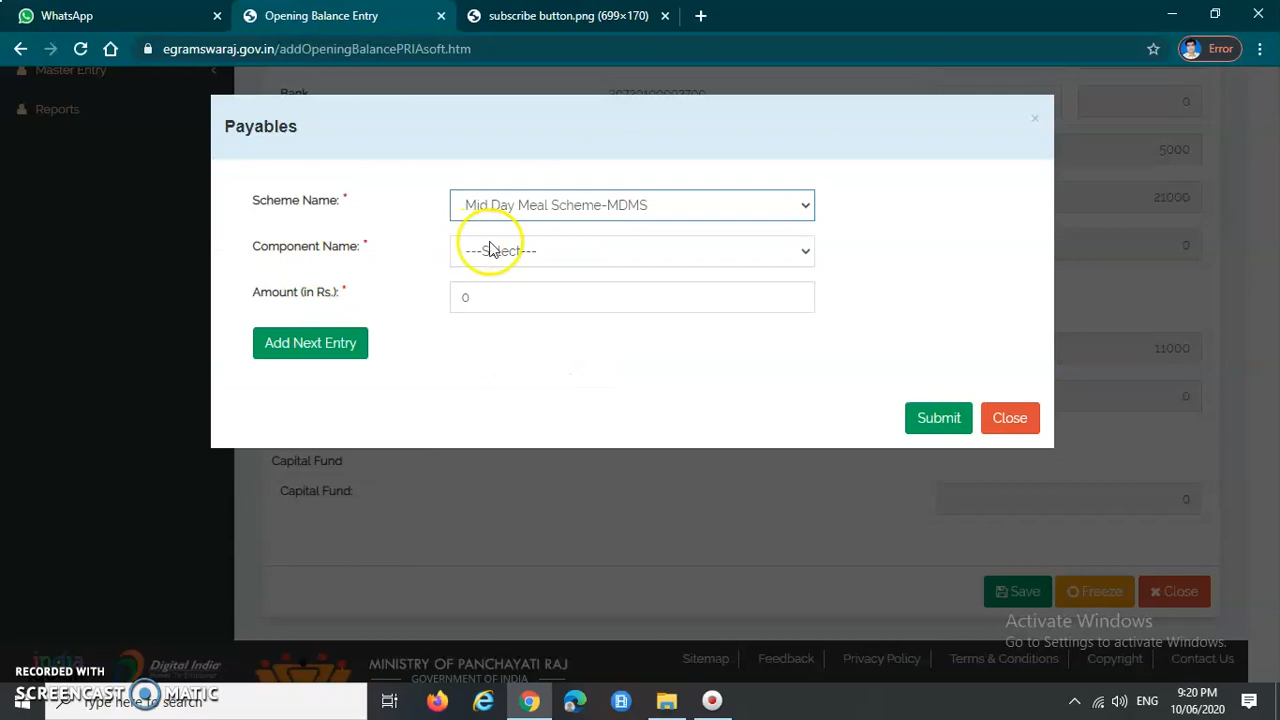 WhatsApp
Opening Balance Entry
subscribe button.png (699×170)
egramswaraj.gov.in/addOpeningBalancePRIAsoft.htm
Error
Master Entry
Reports
Bank
0
Payables
5000
Scheme Name: *
Mid Day Meal Scheme-MDMS
21000
Component Name: *
---Select---
0
Amount (in Rs.): *
0
Add Next Entry
11000
0
Submit
Close
Capital Fund
Capital Fund:
0
Save
Freeze
Close
Activate Windows
Go to Settings to activate Windows.
india
Digital India
MINISTRY OF PANCHAYATI RAJ
GOVERNMENT OF INDIA
Sitemap
Feedback
Privacy Policy
Terms & Conditions
Copyright
Contact Us
RECORDED WITH
SCREENCAST MATIC
Type here to search
ENG
9:20 PM
10/06/2020